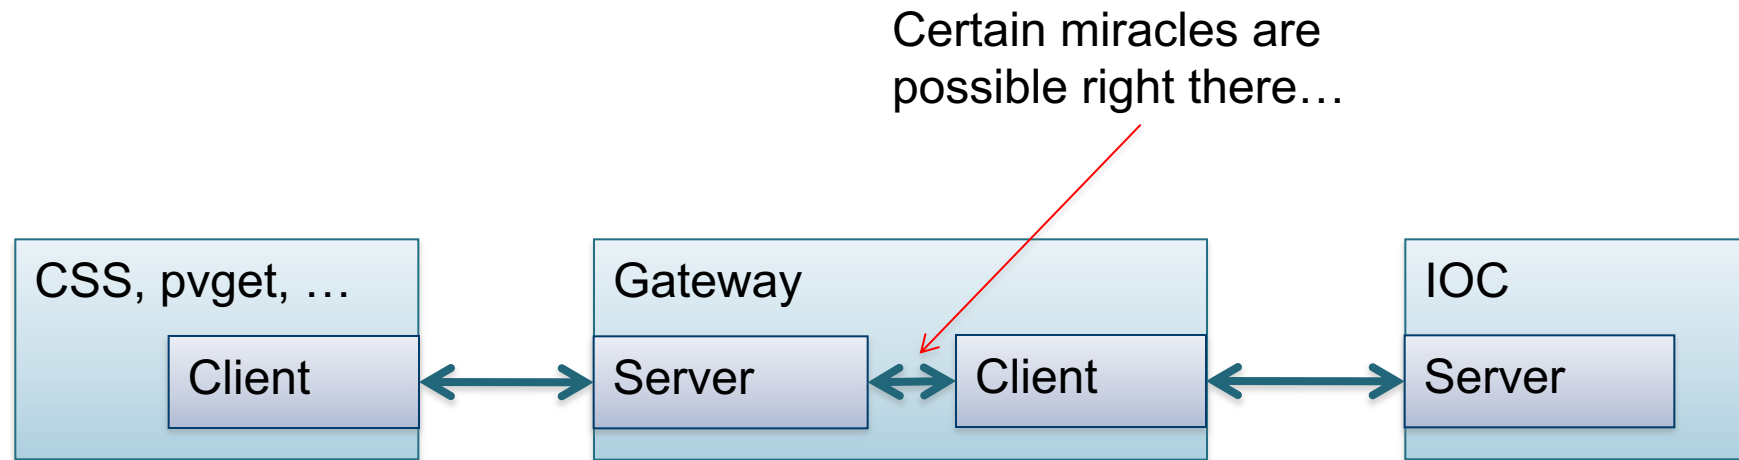 Certain miracles are
possible right there…
CSS, pvget, …
Gateway
IOC
Client
Server
Client
Server